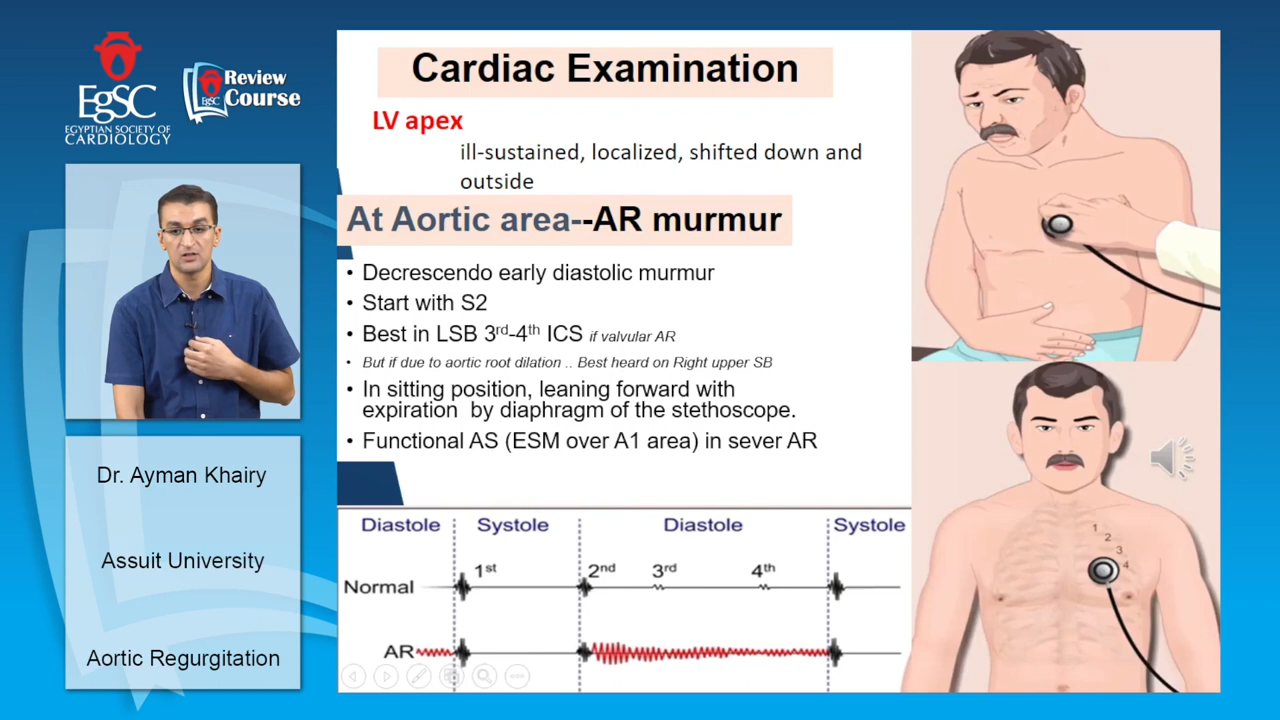 EgSC
EGYPTIAN SOCIETY OF
CARDIOLOGY
EgSC
Review
Course
Dr. Ayman Khairy
Assuit University
Aortic Regurgitation
Cardiac Examination
LV apex
ill-sustained, localized, shifted down and
outside
At Aortic area--AR murmur
• Decrescendo early diastolic murmur
• Start with S2
• Best in LSB 3rd-4th ICS if valvular AR
• But if due to aortic root dilation .. Best heard on Right upper SB
• In sitting position, leaning forward with
expiration by diaphragm of the stethoscope.
• Functional AS (ESM over A1 area) in sever AR
Diastole Systole Diastole Systole
1st 2nd 3rd 4th
Normal
AR
1
2
3
4